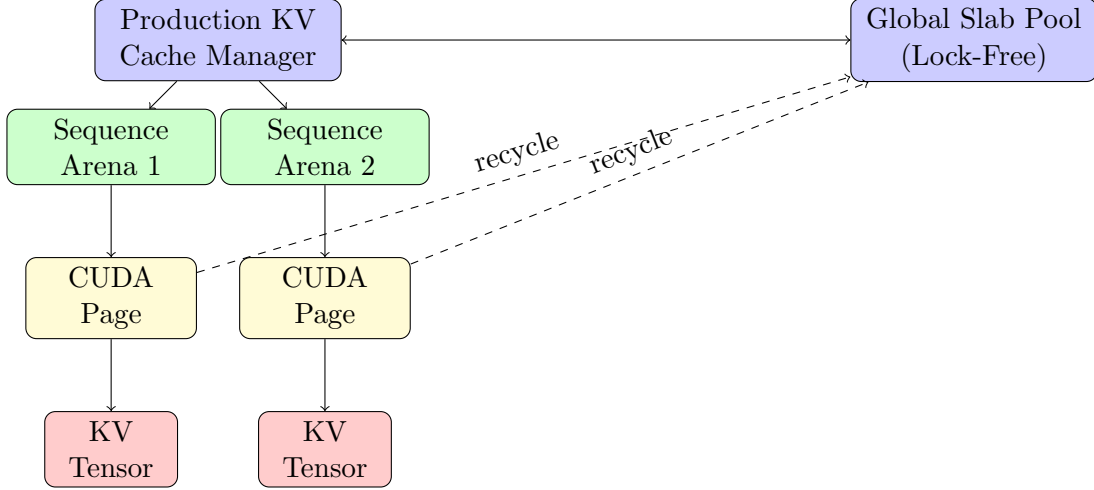 Production KV
Cache Manager
Global Slab Pool
(Lock-Free)
Sequence
Arena 1
Sequence
Arena 2
recycle
recycle
CUDA
Page
CUDA
Page
KV
Tensor
KV
Tensor